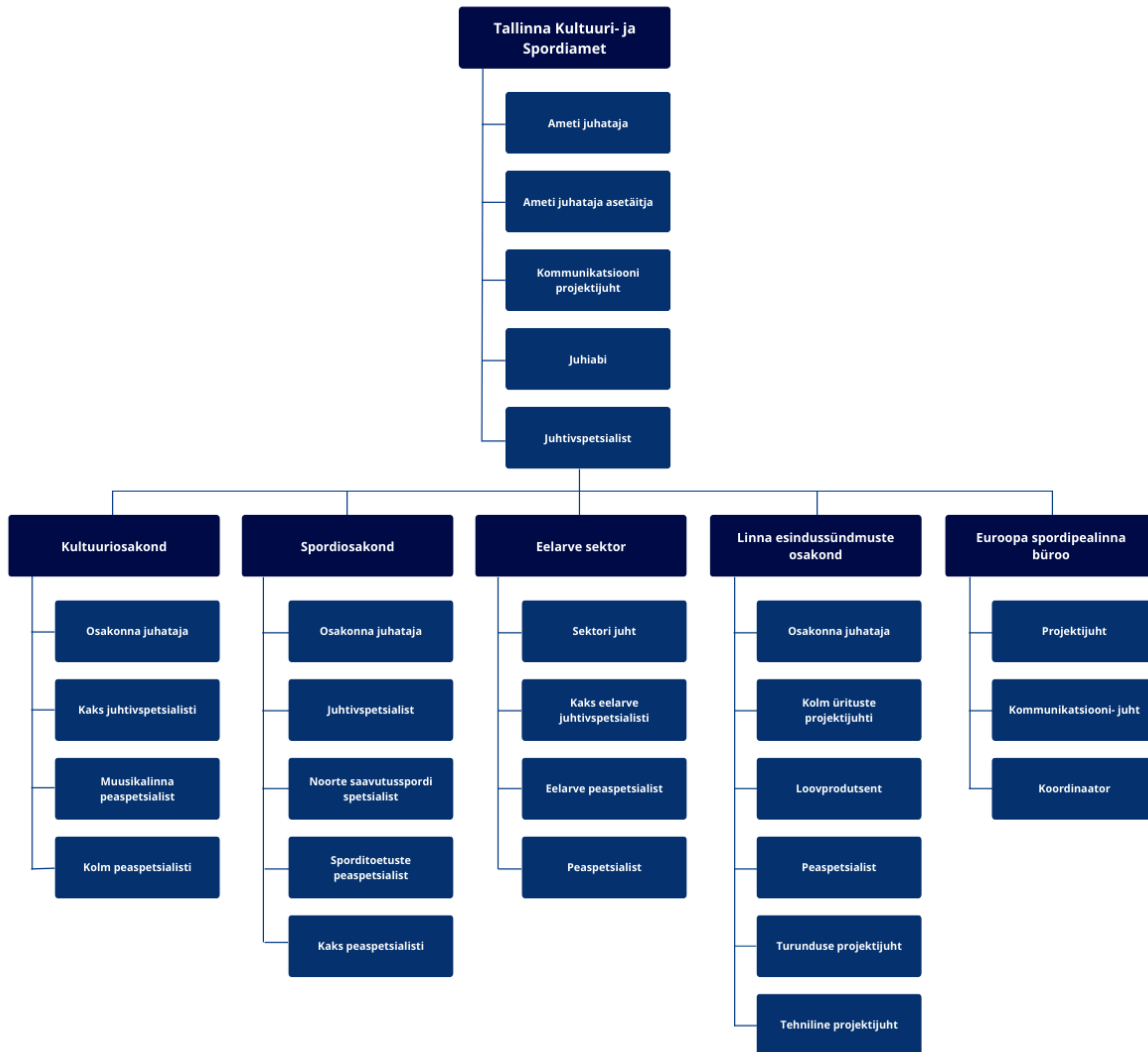 Tallinna Kultuuri- ja
Spordiamet
Ameti juhataja
Ameti juhataja asetäitja
Kommunikatsiooni
projektijuht
Juhiabi
Juhtivspetsialist
Kultuuriosakond
Osakonna juhataja
Kaks juhtivspetsialisti
Muusikalinna
peaspetsialist
Kolm peaspetsialisti
Spordiosakond
Osakonna juhataja
Juhtivspetsialist
Noorte saavutusspordi
spetsialist
Sporditoetuste
peaspetsialist
Kaks peaspetsialisti
Eelarve sektor
Sektori juht
Kaks eelarve
juhtivspetsialisti
Eelarve peaspetsialist
Peaspetsialist
Linna esindussündmuste
osakond
Osakonna juhataja
Kolm ürituste
projektijuhti
Loovprodutsent
Peaspetsialist
Turunduse projektijuht
Tehniline projektijuht
Euroopa spordipealinna
büroo
Projektijuht
Kommunikatsiooni- juht
Koordinaator